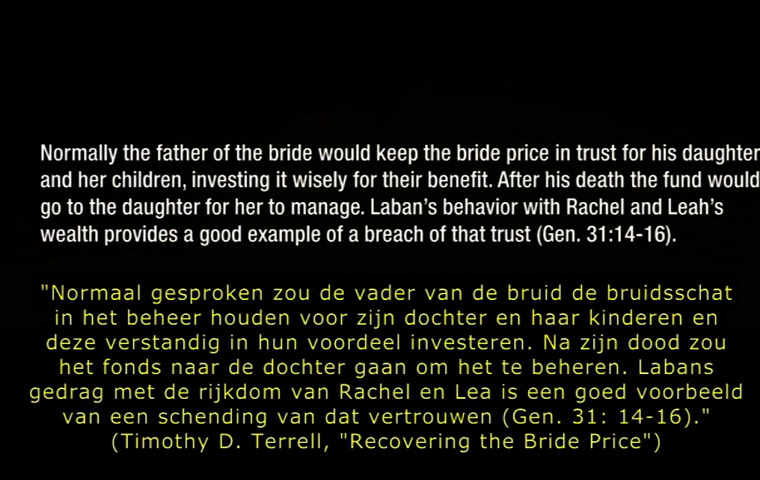 Normally the father of the bride would keep the bride price in trust for his daughter
and her children, investing it wisely for their benefit. After his death the fund would
go to the daughter for her to manage. Laban's behavior with Rachel and Leah's
wealth provides a good example of a breach of that trust (Gen. 31:14-16).
"Normaal gesproken zou de vader van de bruid de bruidsschat
in het beheer houden voor zijn dochter en haar kinderen en
deze verstandig in hun voordeel investeren. Na zijn dood zou
het fonds naar de dochter gaan om het te beheren. Labans
gedrag met de rijkdom van Rachel en Lea is een goed voorbeeld
van een schending van dat vertrouwen (Gen. 31: 14-16)."
(Timothy D. Terrell, "Recovering the Bride Price")